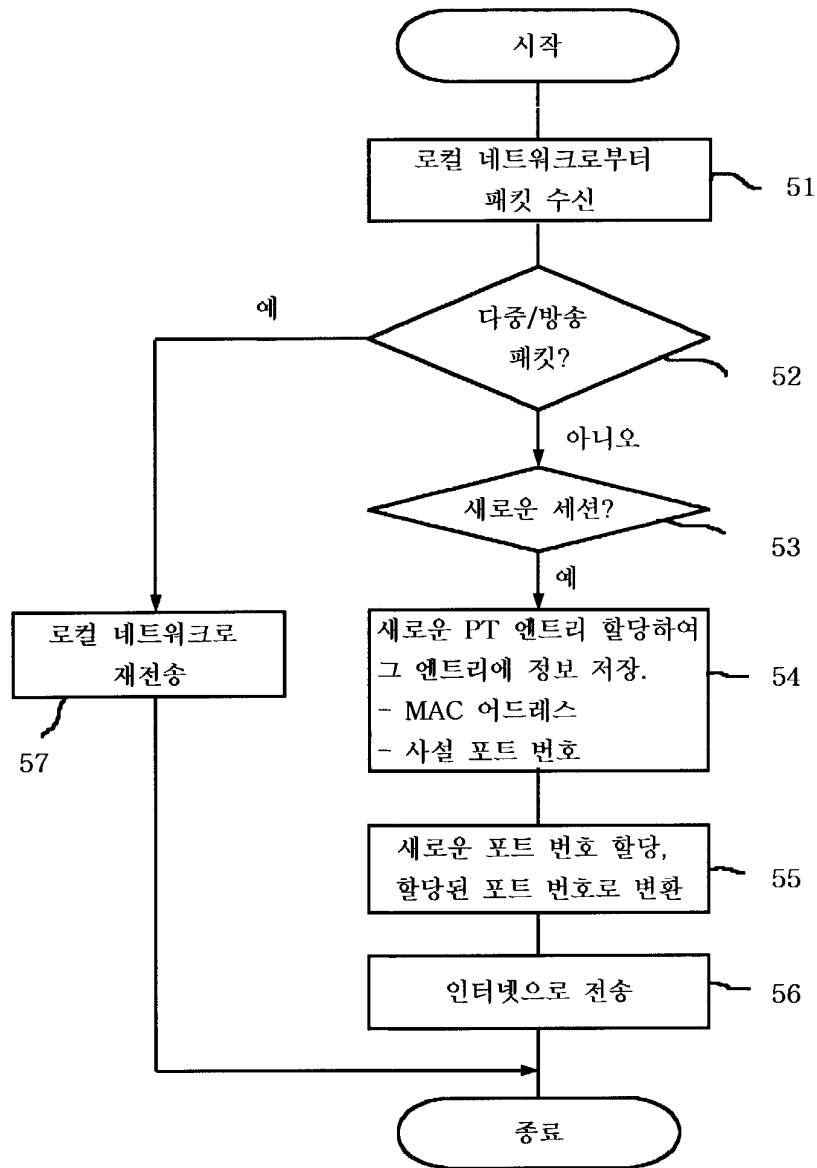 시작
로컬 네트워크로부터
패킷 수신
51
예
다중/방송
패킷?
52
아니오
새로운 세션?
53
예
로컬 네트워크로
재전송
57
새로운 PT 엔트리 할당하여
그 엔트리에 정보 저장.
- MAC 어드레스
- 사설 포트 번호
54
새로운 포트 번호 할당,
할당된 포트 번호로 변환
55
인터넷으로 전송
56
종료